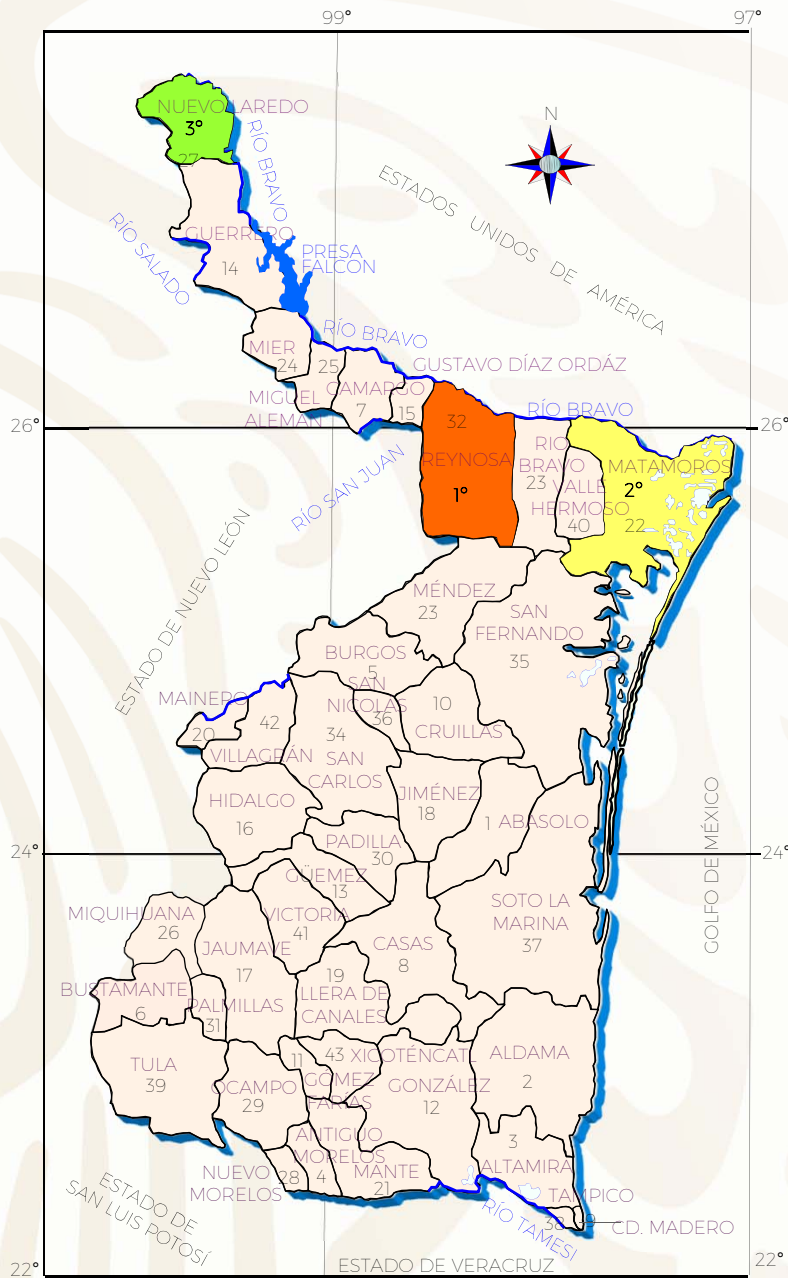 99°
97°
N
NUEVO LAREDO
3°
27
RÍO BRAVO
ESTADOS UNIDOS DE AMÉRICA
RÍO SALADO
GUERRERO
14
PRESA
FALCÓN
RÍO BRAVO
MIER
24
25
MIGUEL
ALEMÁN
CAMARGO
7
15
GUSTAVO DÍAZ ORDÁZ
RÍO BRAVO
26°
26°
32
REYNOSA
1°
RIO
BRAVO
23
VALLE
HERMOSO
40
MATAMOROS
2°
22
RÍO SAN JUAN
ESTADO DE NUEVO LEÓN
MÉNDEZ
23
SAN
FERNANDO
35
BURGOS
5
SAN
NICOLAS
36
10
CRUILLAS
MAINERO
20
42
VILLAGRÁN
34
SAN
CARLOS
HIDALGO
16
JIMÉNEZ
18
1 ABASOLO
PADILLA
30
24°
24°
GÜEMEZ
13
GOLFO DE MÉXICO
MIQUIHUANA
26
VICTORIA
41
JAUMAVE
17
CASAS
8
SOTO LA
MARINA
37
BUSTAMANTE
6
PALMILLAS
31
19
LLERA DE
CANALES
TULA
39
OCAMPO
29
11
GÓMEZ
FARÍAS
43 XICOTÉNCATL
GONZÁLEZ
12
ALDAMA
2
ANTIGUO
MORELOS
4
NUEVO
MORELOS
28
MANTE
21
3
ALTAMIRA
TAMPICO
38
9
CD. MADERO
RÍO TAMESI
ESTADO DE
SAN LUIS POTOSÍ
ESTADO DE VERACRUZ
22°
22°